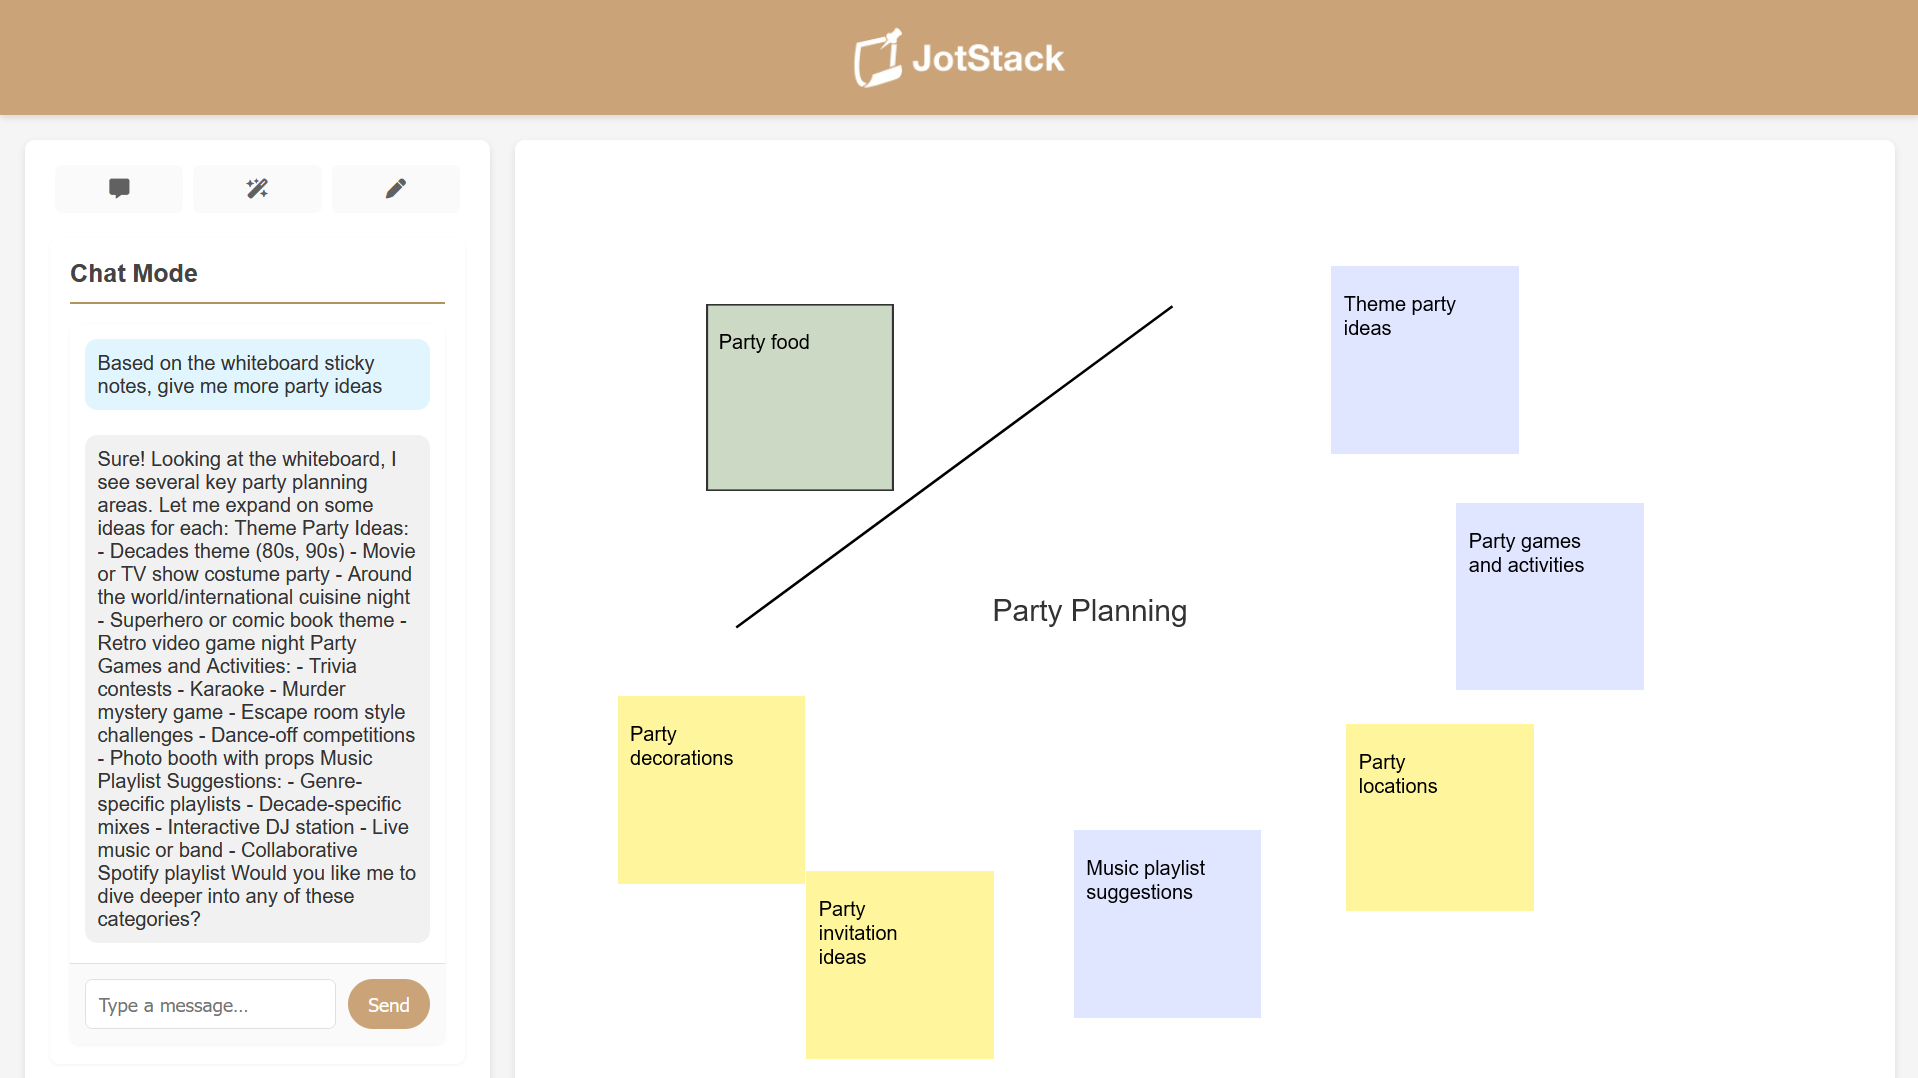 JotStack
Chat Mode
Based on the whiteboard sticky
notes, give me more party ideas
Sure! Looking at the whiteboard, I
see several key party planning
areas. Let me expand on some
ideas for each: Theme Party Ideas:
- Decades theme (80s, 90s) - Movie
or TV show costume party - Around
the world/international cuisine night
- Superhero or comic book theme -
Retro video game night Party
Games and Activities: - Trivia
contests - Karaoke - Murder
mystery game - Escape room style
challenges - Dance-off competitions
- Photo booth with props Music
Playlist Suggestions: - Genre-
specific playlists - Decade-specific
mixes - Interactive DJ station - Live
music or band - Collaborative
Spotify playlist Would you like me to
dive deeper into any of these
categories?
Type a message...
Send
Party food
Theme party
ideas
Party games
and activities
Party Planning
Party
decorations
Party
locations
Music playlist
suggestions
Party
invitation
ideas